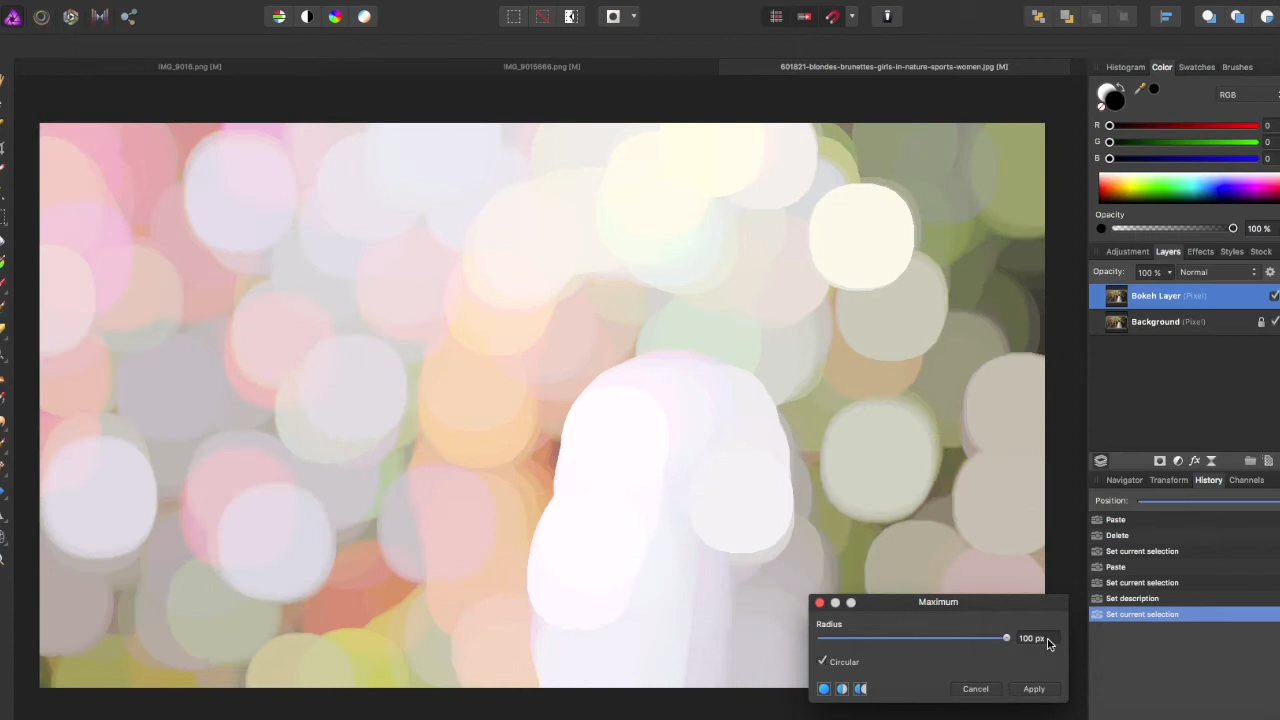 IMG_9016.png [M]
IMG_9015666.png [M]
601821-blondes-brunettes-girls-in-nature-sports-women.jpg [M]
Histogram Color Swatches Brushes
RGB
R 0
G 0
B 0
Opacity
100 %
Adjustment Layers Effects Styles Stock
Opacity: 100 % Normal
Bokeh Layer (Pixel)
Background (Pixel)
Navigator Transform History Channels
Position:
Paste
Delete
Set current selection
Paste
Set current selection
Set description
Set current selection
Maximum
Radius
100 px
Circular
Cancel Apply